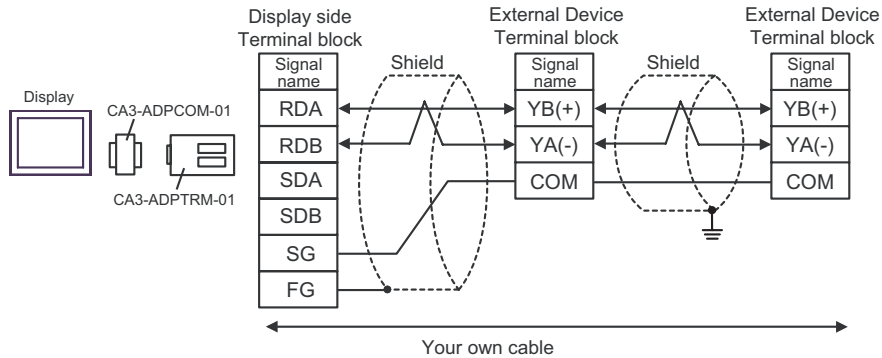 Display side
Terminal block
External Device
Terminal block
External Device
Terminal block
Display
CA3-ADPCOM-01
CA3-ADPTRM-01
Signal
name
RDA
RDB
SDA
SDB
SG
FG
Shield
Signal
name
YB(+)
YA(-)
COM
Shield
Signal
name
YB(+)
YA(-)
COM
Your own cable